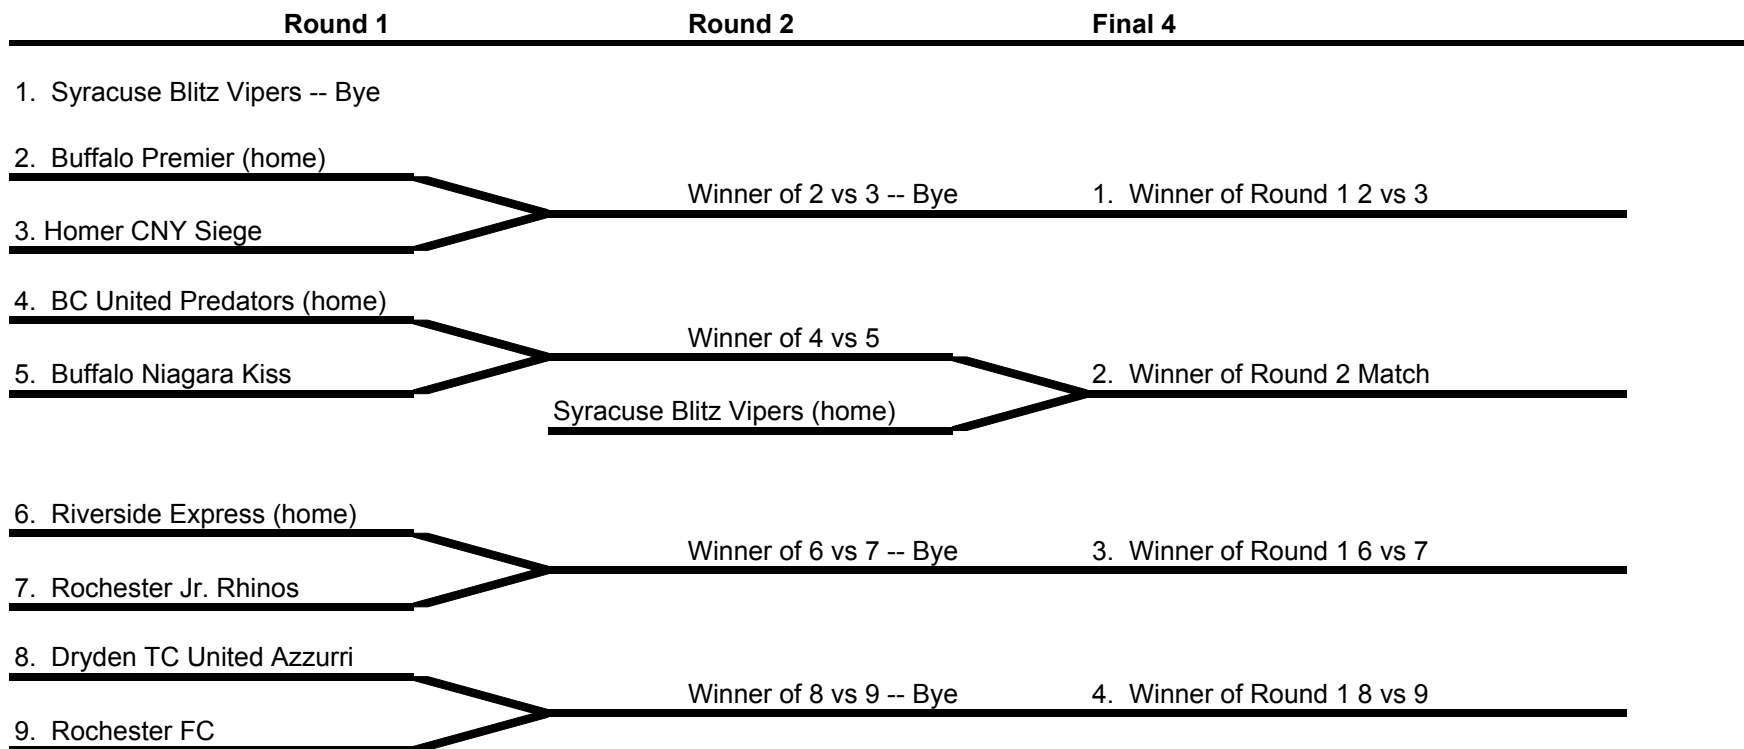 Round 1 Round 2 Final 4
1. Syracuse Blitz Vipers -- Bye
2. Buffalo Premier (home)
Winner of 2 vs 3 -- Bye 1. Winner of Round 1 2 vs 3
3. Homer CNY Siege
4. BC United Predators (home)
Winner of 4 vs 5
5. Buffalo Niagara Kiss 2. Winner of Round 2 Match
Syracuse Blitz Vipers (home)
6. Riverside Express (home)
Winner of 6 vs 7 -- Bye 3. Winner of Round 1 6 vs 7
7. Rochester Jr. Rhinos
8. Dryden TC United Azzurri
Winner of 8 vs 9 -- Bye 4. Winner of Round 1 8 vs 9
9. Rochester FC